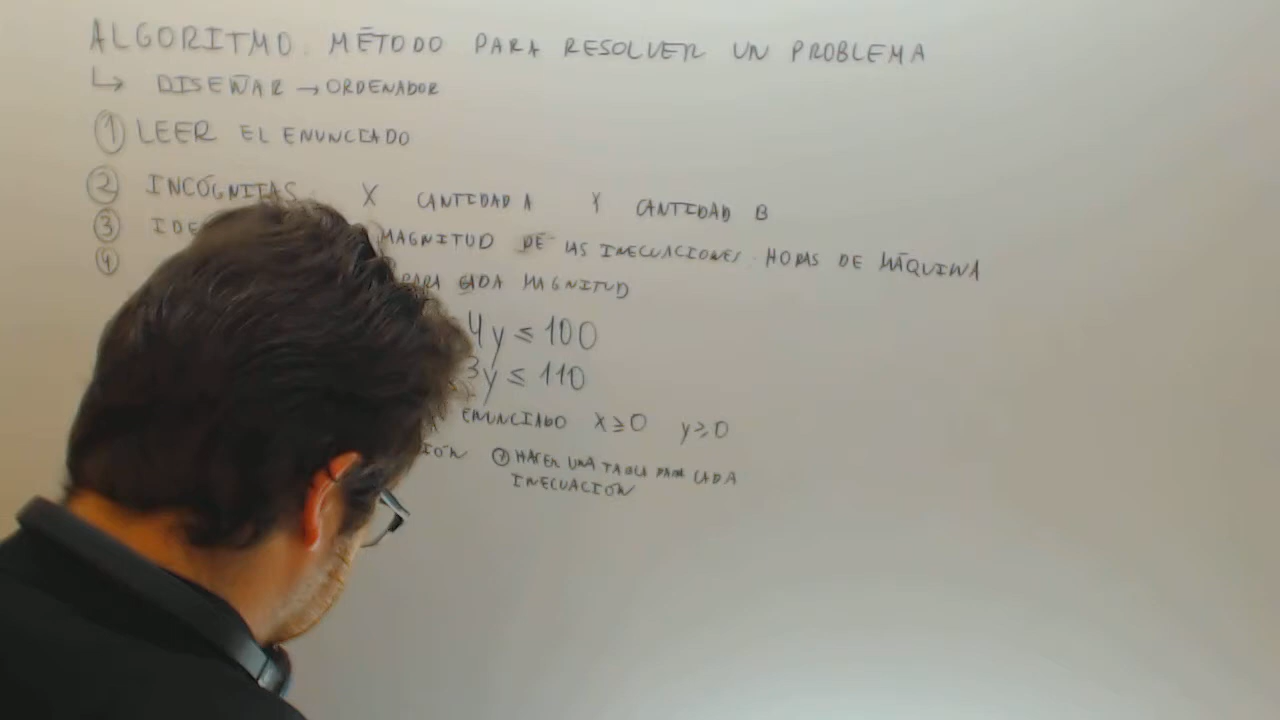 ALGORITMO. MÉTODO PARA RESOLVER UN PROBLEMA
↳ DISEÑAR → ORDENADOR
① LEER EL ENUNCIADO
② INCÓGNITAS X CANTIDAD A Y CANTIDAD B
③ IDE MAGNITUD DE LAS INECUACIONES. HORAS DE MÁQUINA
④ PARA CADA MAGNITUD
4y ≤ 100
3y ≤ 110
ENUNCIADO x ≥ 0 y ≥ 0
IÓN ⑦ HACER UNA TABLA PARA CADA
INECUACIÓN